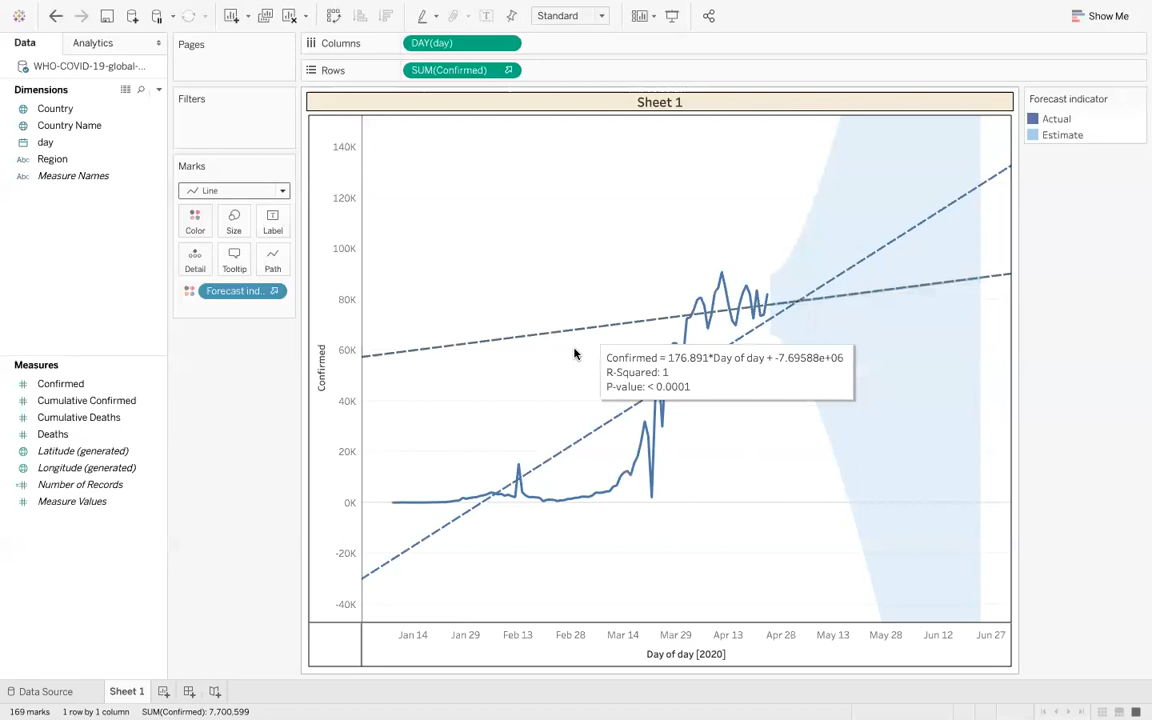 Standard
Show Me
Data
Analytics
Pages
Columns
DAY(day)
Rows
SUM(Confirmed)
WHO-COVID-19-global-...
Dimensions
Country
Country Name
day
Abc Region
Abc Measure Names
Measures
Confirmed
Cumulative Confirmed
Cumulative Deaths
Deaths
Latitude (generated)
Longitude (generated)
Number of Records
Measure Values
Filters
Marks
Line
Color
Size
Label
Detail
Tooltip
Path
Forecast ind..
Sheet 1
140K
120K
100K
80K
60K
40K
20K
0K
-20K
-40K
Confirmed
Confirmed = 176.891*Day of day + -7.69588e+06
R-Squared: 1
P-value: < 0.0001
Jan 14
Jan 29
Feb 13
Feb 28
Mar 14
Mar 29
Apr 13
Apr 28
May 13
May 28
Jun 12
Jun 27
Day of day [2020]
Forecast indicator
Actual
Estimate
Data Source
Sheet 1
169 marks
1 row by 1 column
SUM(Confirmed): 7,700,599